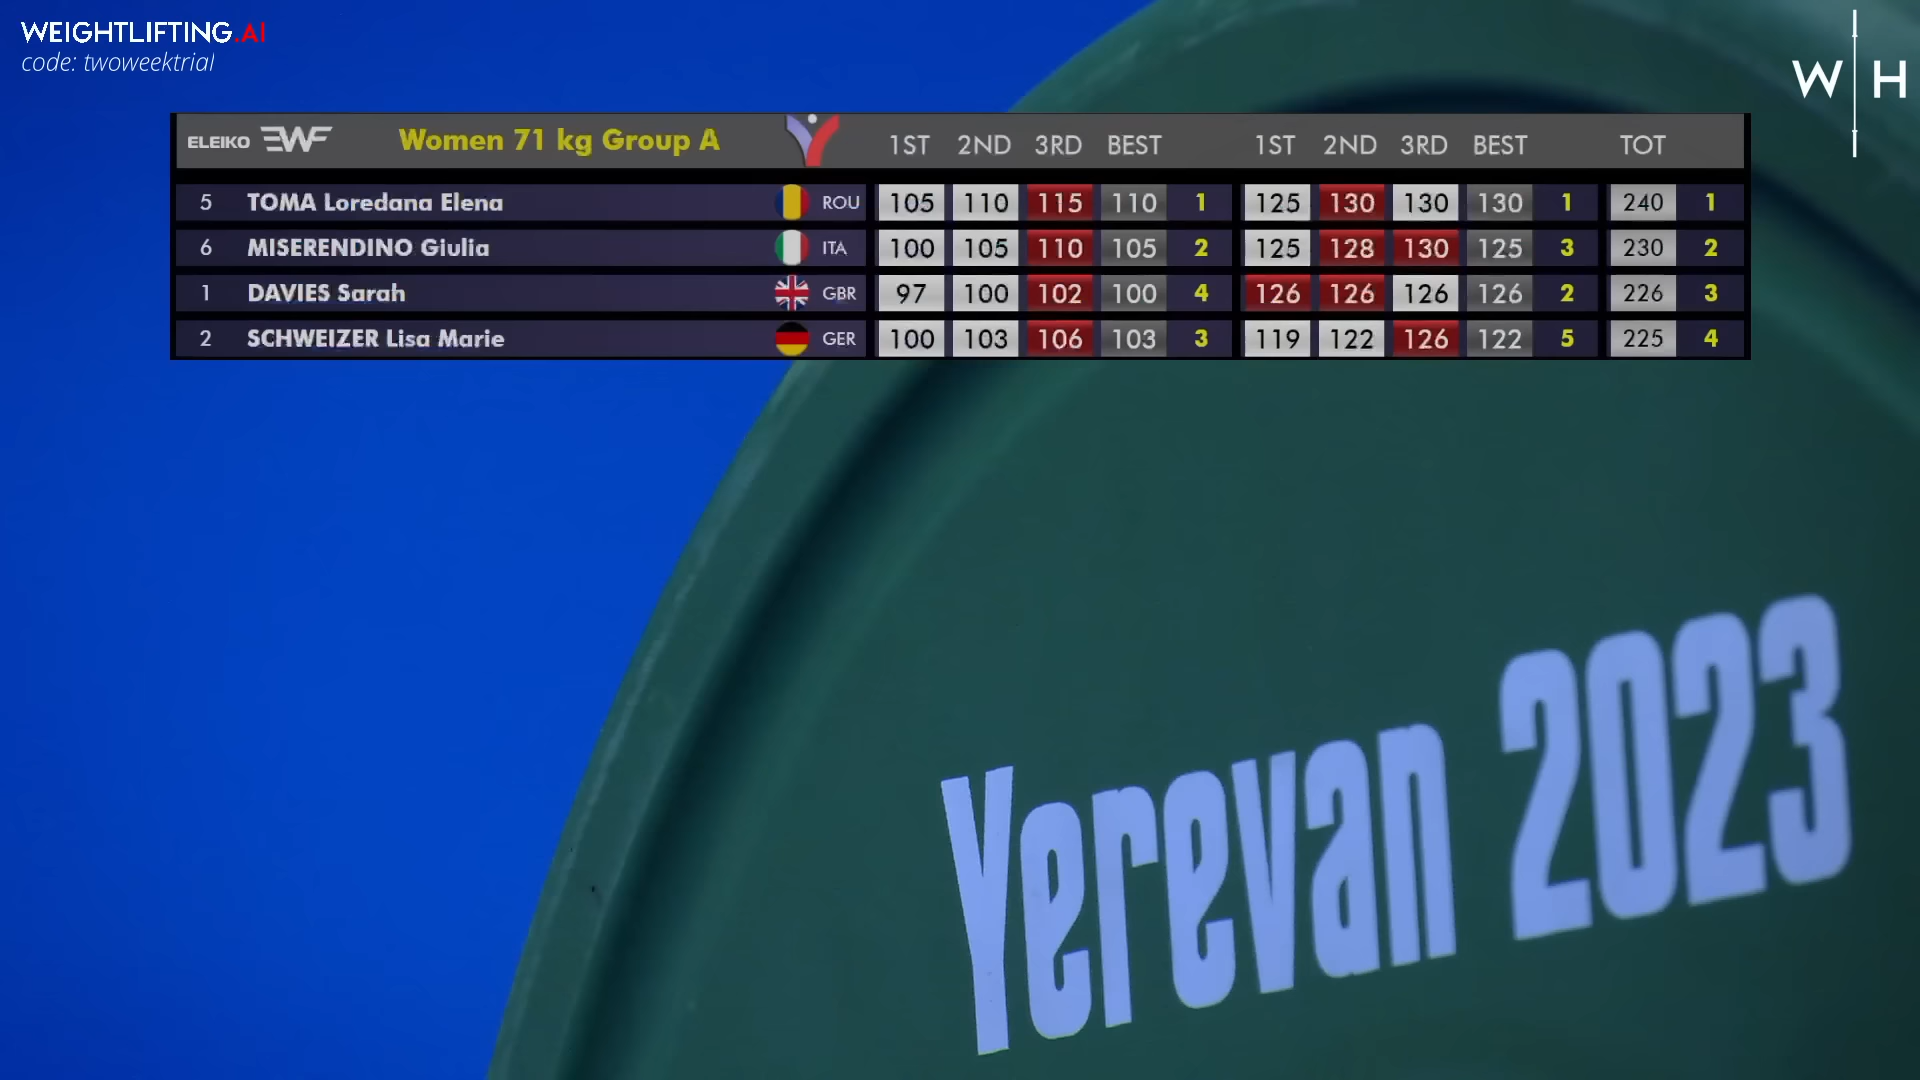 WEIGHTLIFTING.AI
code: twoweektrial
W H
ELEIKO EWF Women 71 kg Group A 1ST 2ND 3RD BEST 1ST 2ND 3RD BEST TOT
5 TOMA Loredana Elena ROU 105 110 115 110 1 125 130 130 130 1 240 1
6 MISERENDINO Giulia ITA 100 105 110 105 2 125 128 130 125 3 230 2
1 DAVIES Sarah GBR 97 100 102 100 4 126 126 126 126 2 226 3
2 SCHWEIZER Lisa Marie GER 100 103 106 103 3 119 122 126 122 5 225 4
Yerevan 2023